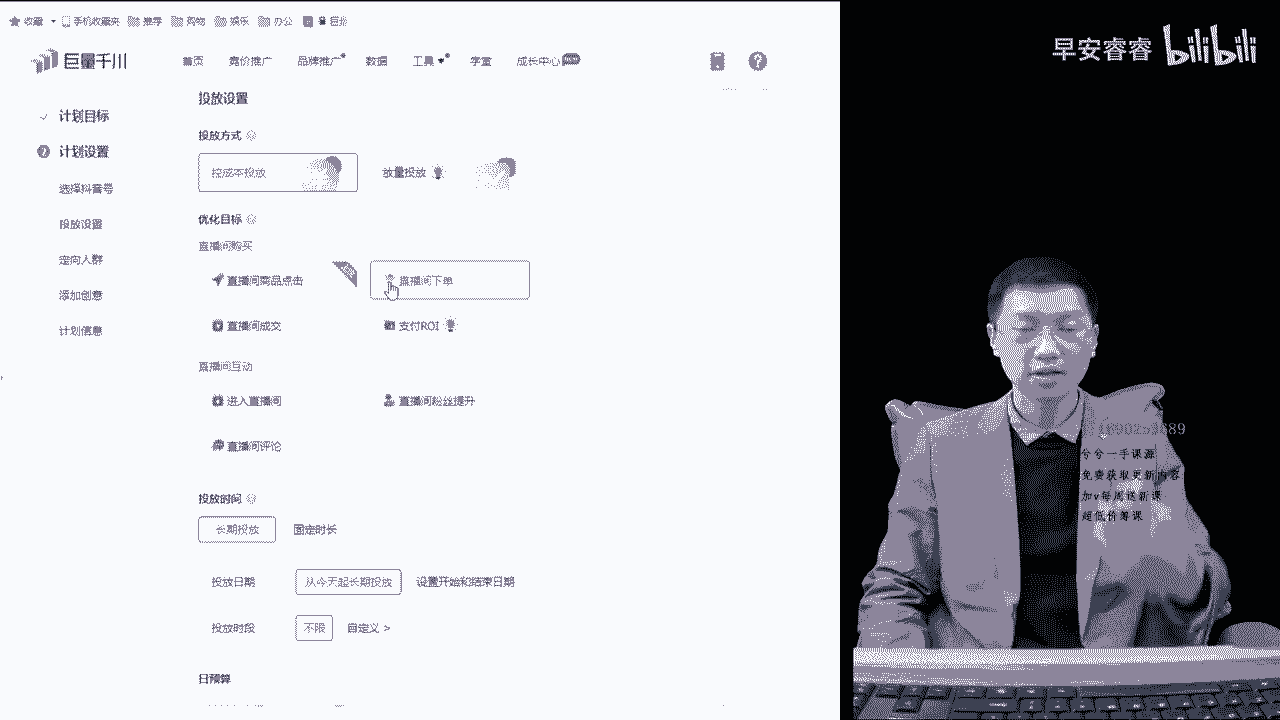 收藏 手机收藏夹 推荐 购物 娱乐 办公
巨量千川 首页 竞价推广 品牌推广 数据 工具 学堂 成长中心
计划目标
计划设置
选择抖音号
投放设置
定向人群
添加创意
计划信息
投放设置
投放方式
控成本投放 放量投放
优化目标
直播间购买
直播间商品点击 直播间下单
直播间成交 支付ROI
直播间互动
进入直播间 直播间粉丝提升
直播间评论
投放时间
长期投放 固定时长
投放日期 从今天起长期投放 设置开始和结束日期
投放时段 不限 自定义 >
日预算
早安睿睿 bilibili
兮兮一手课源
免费获取更新内容
加v每周送新课
超低价筹课